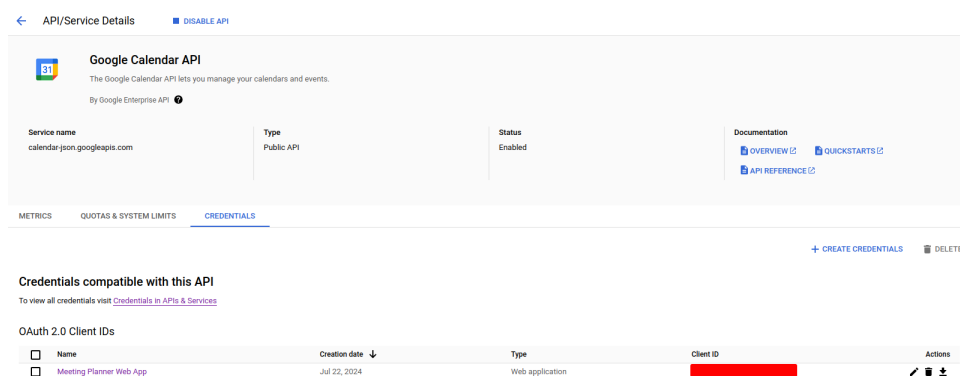 API/Service Details DISABLE API
31
Google Calendar API
The Google Calendar API lets you manage your calendars and events.
By Google Enterprise API ?
Service name Type Status Documentation
calendar-json.googleapis.com Public API Enabled OVERVIEW QUICKSTARTS
API REFERENCE
METRICS QUOTAS & SYSTEM LIMITS CREDENTIALS
+ CREATE CREDENTIALS DELETE
Credentials compatible with this API
To view all credentials visit Credentials in APIs & Services
OAuth 2.0 Client IDs
Name Creation date Type Client ID Actions
Meeting Planner Web App Jul 22, 2024 Web application